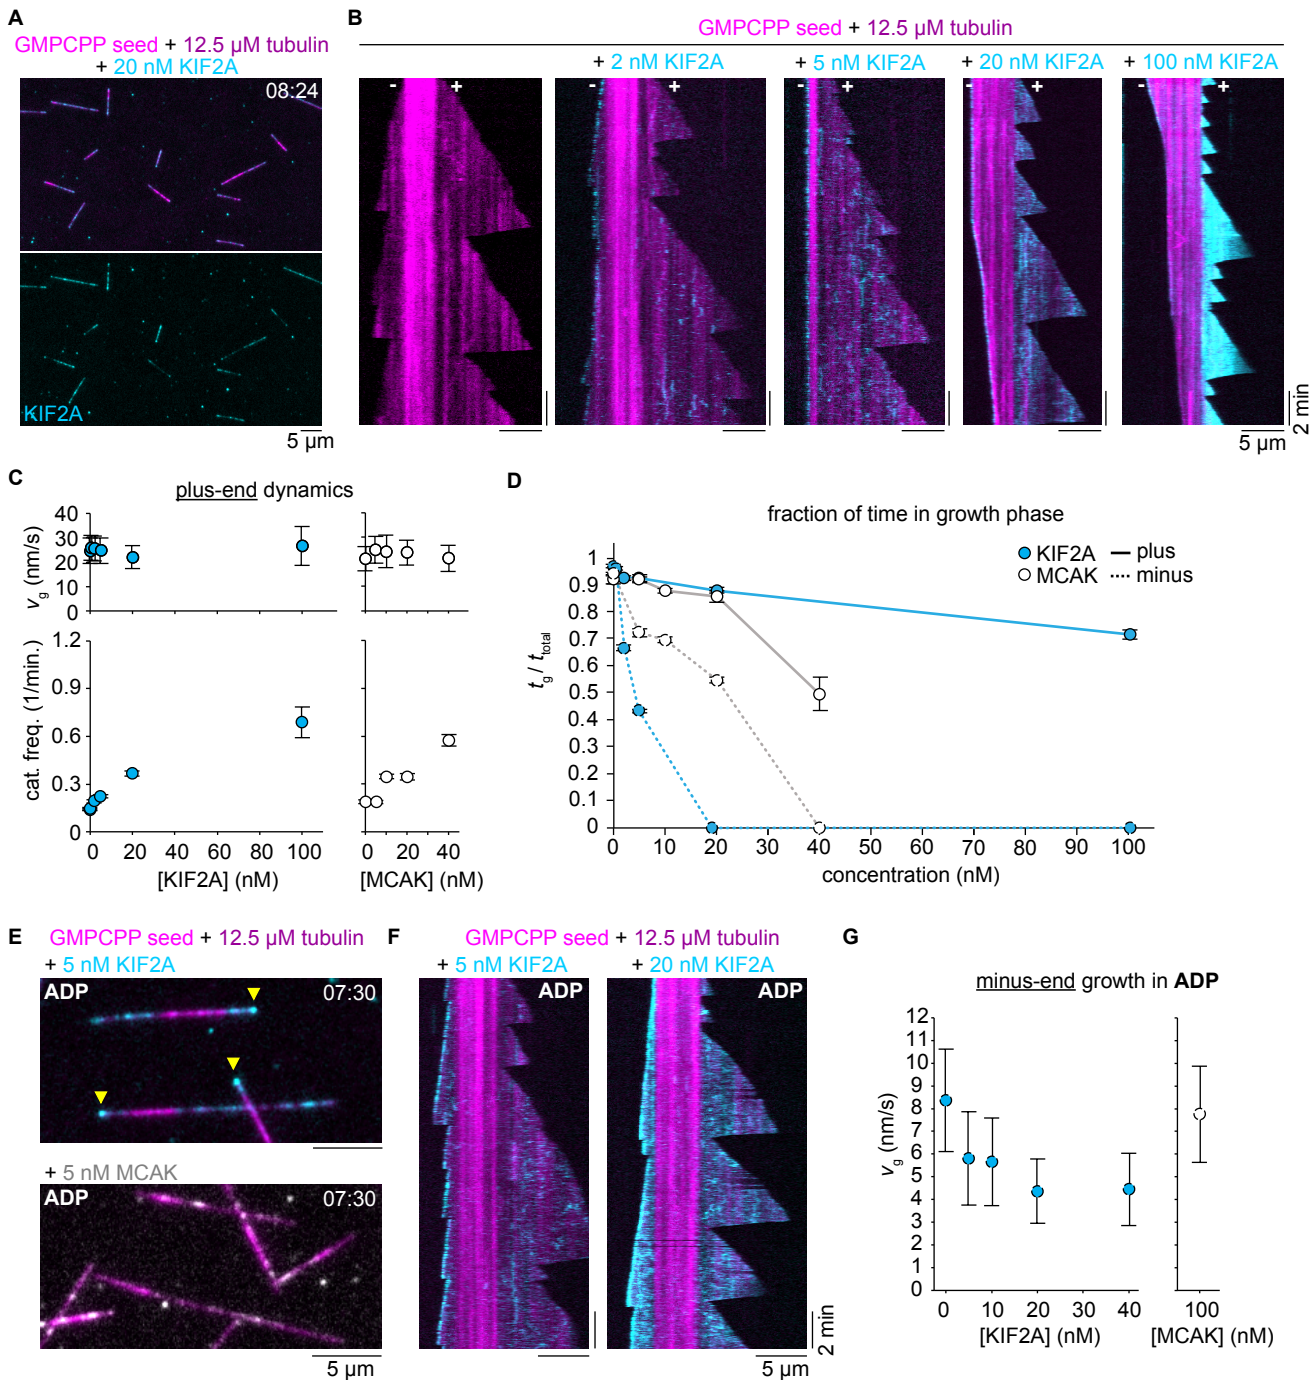 A
GMPCPP seed + 12.5 µM tubulin
+ 20 nM KIF2A
08:24
KIF2A
5 µm
B
GMPCPP seed + 12.5 µM tubulin
+ 2 nM KIF2A
+ 5 nM KIF2A
+ 20 nM KIF2A
+ 100 nM KIF2A
- +
- +
- +
- +
- +
2 min
5 µm
C
plus-end dynamics
vg (nm/s)
40
30
20
10
0
cat. freq. (1/min.)
1.2
0.9
0.6
0.3
0
0 20 40 60 80 100
[KIF2A] (nM)
0 20 40
[MCAK] (nM)
D
fraction of time in growth phase
KIF2A
MCAK
plus
minus
tg / ttotal
1
0.9
0.8
0.7
0.6
0.5
0.4
0.3
0.2
0.1
0
0 10 20 30 40 50 60 70 80 90 100
concentration (nM)
E
GMPCPP seed + 12.5 µM tubulin
+ 5 nM KIF2A
ADP
07:30
+ 5 nM MCAK
ADP
07:30
5 µm
F
GMPCPP seed + 12.5 µM tubulin
+ 5 nM KIF2A
+ 20 nM KIF2A
ADP
ADP
2 min
5 µm
G
minus-end growth in ADP
vg (nm/s)
12
11
10
9
8
7
6
5
4
3
2
1
0
0 10 20 30 40
[KIF2A] (nM)
100
[MCAK] (nM)